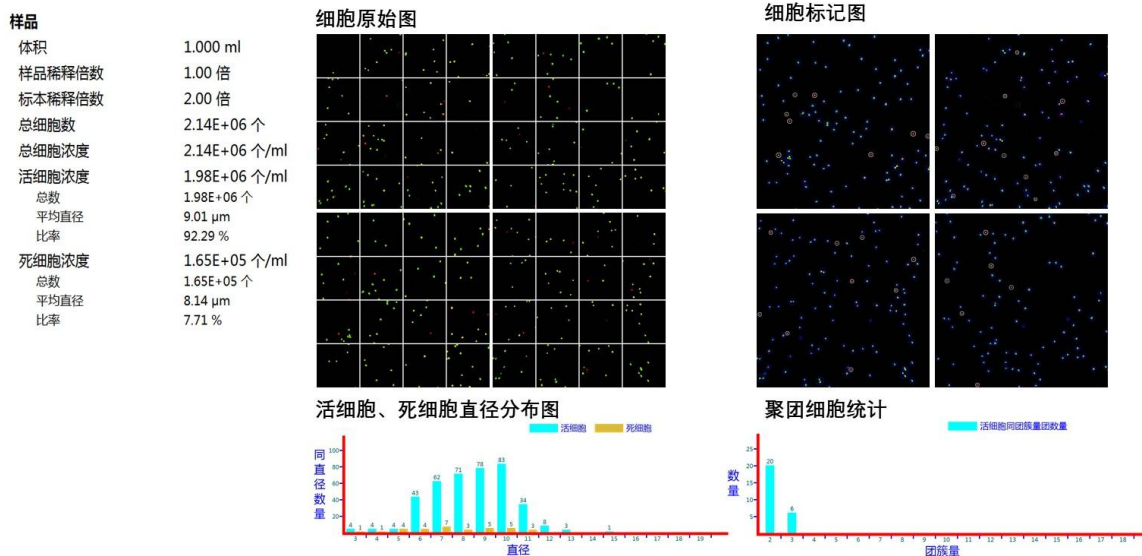 样品
体积 1.000 ml
样品稀释倍数 1.00 倍
标本稀释倍数 2.00 倍
总细胞数 2.14E+06 个
总细胞浓度 2.14E+06 个/ml
活细胞浓度 1.98E+06 个/ml
总数 1.98E+06 个
平均直径 9.01 μm
比率 92.29 %
死细胞浓度 1.65E+05 个/ml
总数 1.65E+05 个
平均直径 8.14 μm
比率 7.71 %
细胞原始图
细胞标记图
活细胞、死细胞直径分布图
活细胞 死细胞
同直径数量
100
80
60
40
20
4 1 4 1 4 4 43 4 62 7 71 3 78 5 83 5 34 3 8 3 1
3 4 5 6 7 8 9 10 11 12 13 14 15 16 17 18 19
直径
聚团细胞统计
活细胞同团簇量团数量
数量
25
20
15
10
5
20 6
2 3 4 5 6 7 8 9 10 11 12 13 14 15 16 17 18
团簇量